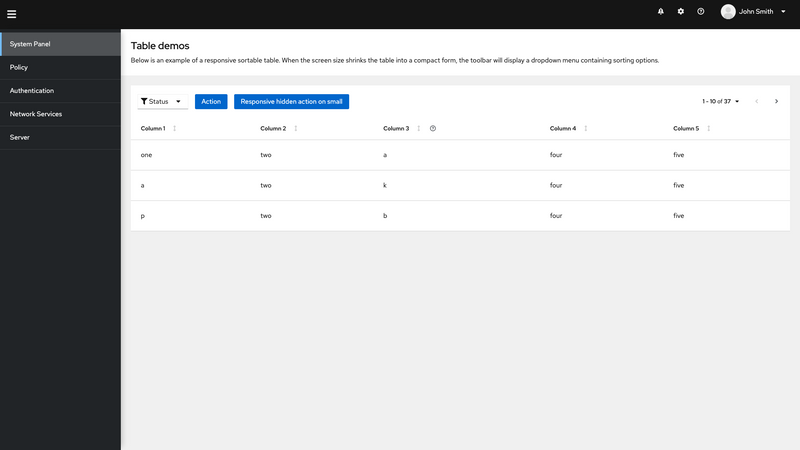 John Smith
System Panel
Policy
Authentication
Network Services
Server
Table demos
Below is an example of a responsive sortable table. When the screen size shrinks the table into a compact form, the toolbar will display a dropdown menu containing sorting options.
Status Action Responsive hidden action on small 1 - 10 of 37
Column 1 Column 2 Column 3 Column 4 Column 5
one two a four five
a two k four five
p two b four five